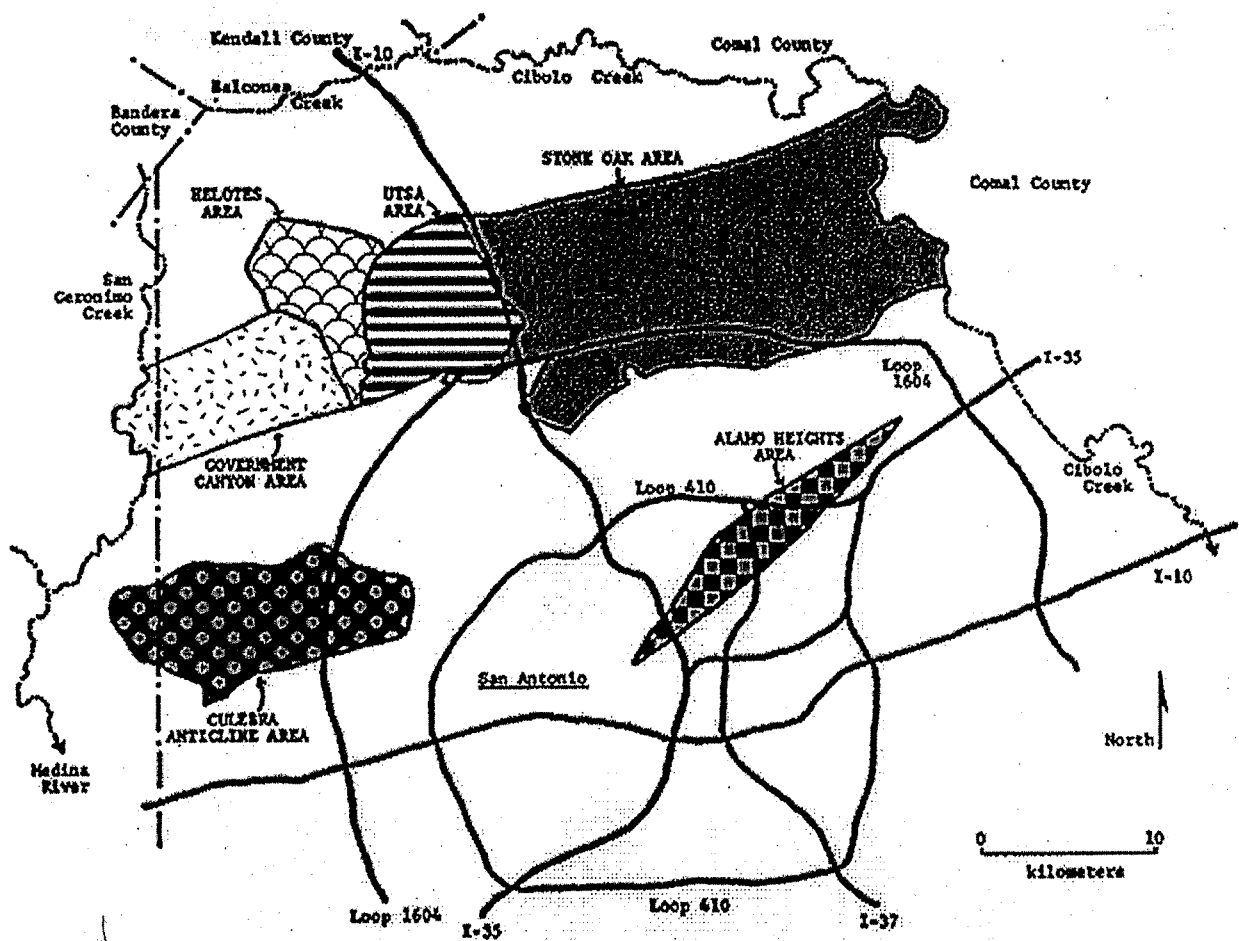 Kendall County
I-10
Comal County
Cibolo Creek
Balcones
Creek
Bandera
County
STONE OAK AREA
HELOTES
AREA
UTSA
AREA
Comal County
San
Geronimo
Creek
I-35
Loop
1604
ALAMO HEIGHTS
AREA
GOVERNMENT
CANYON AREA
Cibolo
Creek
Loop 410
I-10
San Antonio
CULEBRA
ANTICLINE AREA
North
Medina
River
0 10
kilometers
Loop 1604
I-35
Loop 410
I-37